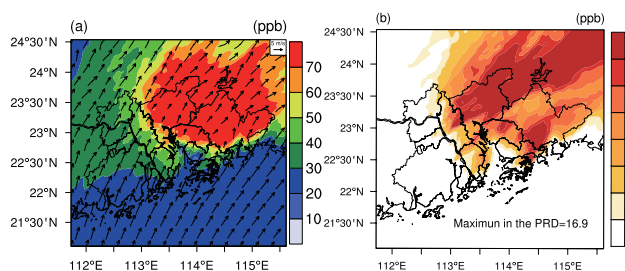 (a) (ppb)
5 m/s
24°30'N
24°N
23°30'N
23°N
22°30'N
22°N
21°30'N
112°E 113°E 114°E 115°E
70
60
50
40
30
20
10
(b) (ppb)
24°30'N
24°N
23°30'N
23°N
22°30'N
22°N
21°30'N
Maximun in the PRD=16.9
112°E 113°E 114°E 115°E